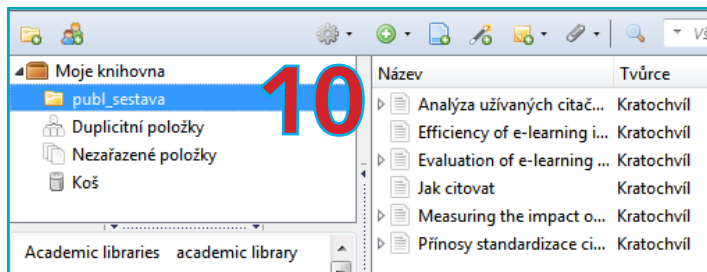 Vš
Moje knihovna
publ_sestava
Duplicitní položky
Nezařazené položky
Koš
10
Academic libraries academic library
Název Tvůrce
Analýza užívaných citač... Kratochvíl
Efficiency of e-learning i... Kratochvíl
Evaluation of e-learning ... Kratochvíl
Jak citovat Kratochvíl
Measuring the impact o... Kratochvíl
Přínosy standardizace ci... Kratochvíl